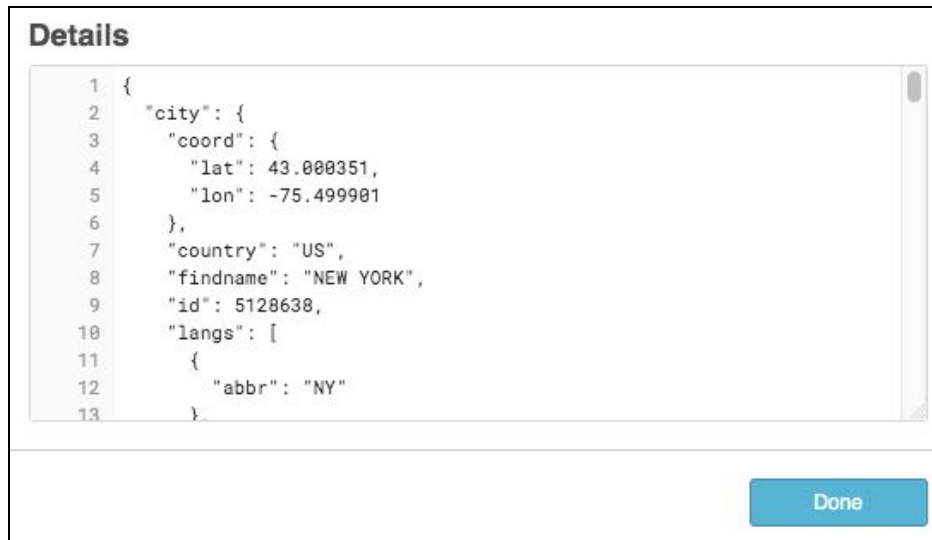 Details
1 {
2 "city": {
3 "coord": {
4 "lat": 43.000351,
5 "lon": -75.499901
6 },
7 "country": "US",
8 "findname": "NEW YORK",
9 "id": 5128638,
10 "langs": [
11 {
12 "abbr": "NY"
13 },
Done